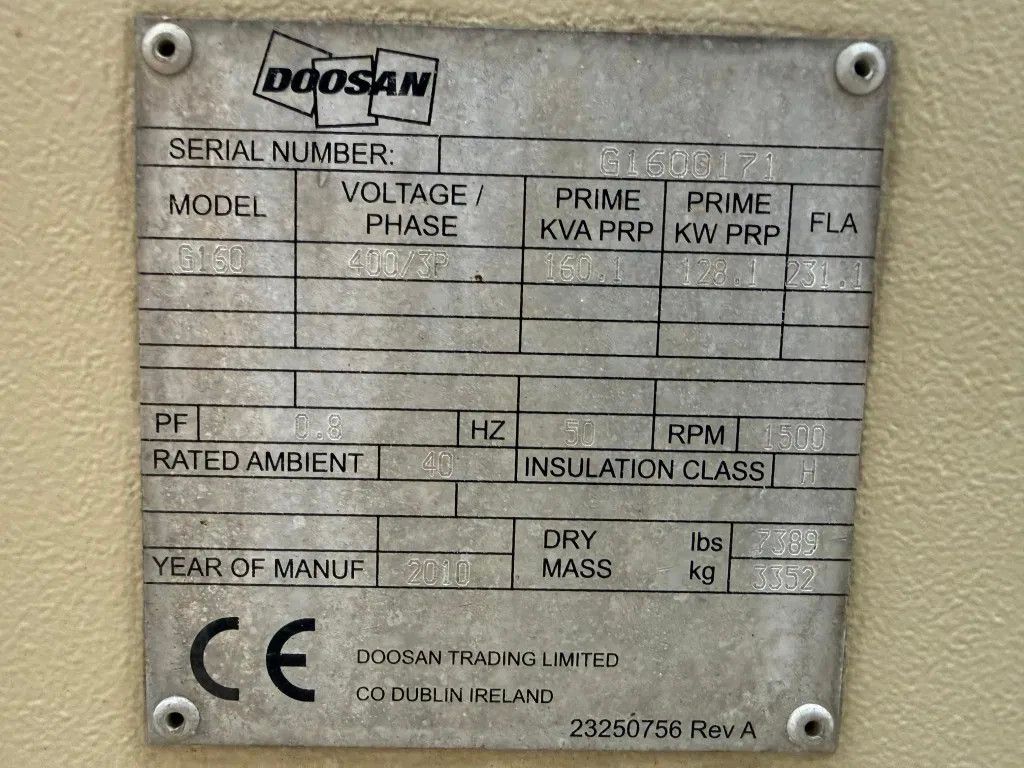 DOOSAN
SERIAL NUMBER: G1600171
MODEL VOLTAGE / PHASE PRIME KVA PRP PRIME KW PRP FLA
G160 400/3P 160.1 128.1 231.1
PF 0.8 HZ 50 RPM 1500
RATED AMBIENT 40 INSULATION CLASS H
DRY MASS lbs 7389
YEAR OF MANUF 2010 kg 3352
CE DOOSAN TRADING LIMITED
CO DUBLIN IRELAND
23250756 Rev A